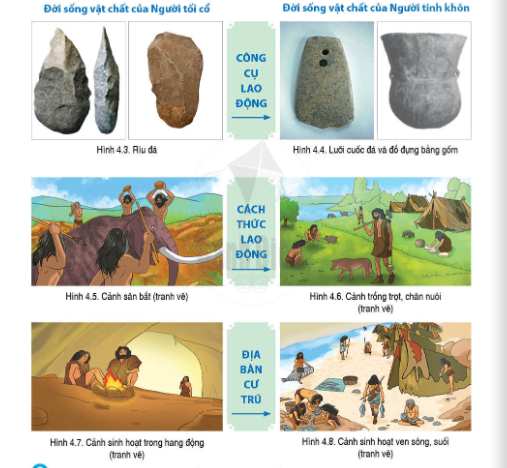 Đời sống vật chất của Người tối cổ
Đời sống vật chất của Người tinh khôn
CÔNG
CỤ
LAO
ĐỘNG
Hình 4.3. Rìu đá
Hình 4.4. Lưỡi cuốc đá và đồ đựng bằng gốm
CÁCH
THỨC
LAO
ĐỘNG
Hình 4.5. Cảnh săn bắt (tranh vẽ)
Hình 4.6. Cảnh trồng trọt, chăn nuôi
(tranh vẽ)
ĐỊA
BÀN
CƯ
TRÚ
Hình 4.7. Cảnh sinh hoạt trong hang động
(tranh vẽ)
Hình 4.8. Cảnh sinh hoạt ven sông, suối
(tranh vẽ)